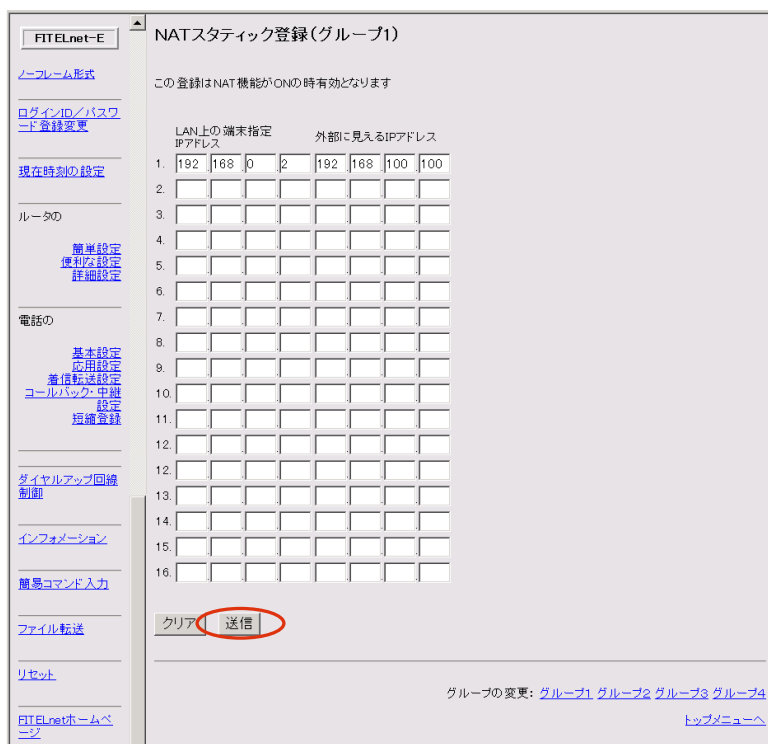 FITELnet-E
ノーフレーム形式
ログインID／パスワ
ード登録変更
現在時刻の設定
ルータの
簡単設定
便利な設定
詳細設定
電話の
基本設定
応用設定
着信転送設定
コールバック・中継
設定
短縮登録
ダイヤルアップ回線
制御
インフォメーション
簡易コマンド入力
ファイル転送
リセット
FITELnetホームペ
ージ
NATスタティック登録(グループ1)
この登録はNAT機能がONの時有効となります
LAN上の端末指定
IPアドレス
外部に見えるIPアドレス
1. 192 .168 .0 .2 192 .168 .100 .100
2. . . . . . .
3. . . . . . .
4. . . . . . .
5. . . . . . .
6. . . . . . .
7. . . . . . .
8. . . . . . .
9. . . . . . .
10. . . . . . .
11. . . . . . .
12. . . . . . .
12. . . . . . .
13. . . . . . .
14. . . . . . .
15. . . . . . .
16. . . . . . .
クリア 送信
グループの変更: グループ1 グループ2 グループ3 グループ4
トップメニューへ